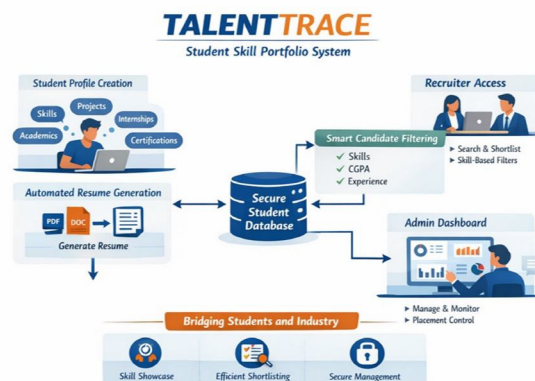 TALENTTRACE
Student Skill Portfolio System
Student Profile Creation
Skills
Projects
Internships
Academics
Certifications
Automated Resume Generation
PDF
DOC
Generate Resume
Secure
Student
Database
Smart Candidate Filtering
✓ Skills
✓ CGPA
✓ Experience
Recruiter Access
► Search & Shortlist
► Skill-Based Filters
Admin Dashboard
► Manage & Monitor
► Placement Control
Bridging Students and Industry
Skill Showcase
Efficient Shortlisting
Secure Management